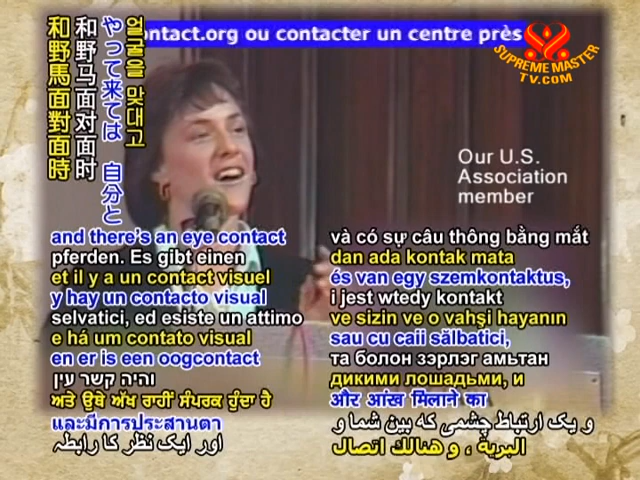 ontact.org ou contacter un centre près
SUPREME MASTER
TV.COM
얼굴을 맞대고
やって来ては 自分と
和野马面对面时
和野馬面對面時
Our U.S.
Association
member
and there's an eye contact
pferden. Es gibt einen
et il y a un contact visuel
y hay un contacto visual
selvatici, ed esiste un attimo
e há um contato visual
en er is een oogcontact
והיה קשר עין
ਅਤੇ ਉਥੇ ਅੱਖ ਰਾਹੀਂ ਸੰਪਰਕ ਹੁੰਦਾ ਹੈ
และมีการประสานตา
اور ایک نظر کا رابطہ
và có sự câu thông bằng mắt
dan ada kontak mata
és van egy szemkontaktus,
i jest wtedy kontakt
ve sizin ve o vahşi hayanın
sau cu caii sălbatici,
та болон зэрлэг амьтан
дикими лошадьми, и
और आंख मिलाने का
و یک ارتباط چشمی که بین شما و
البرية ، و هنالك اتصال